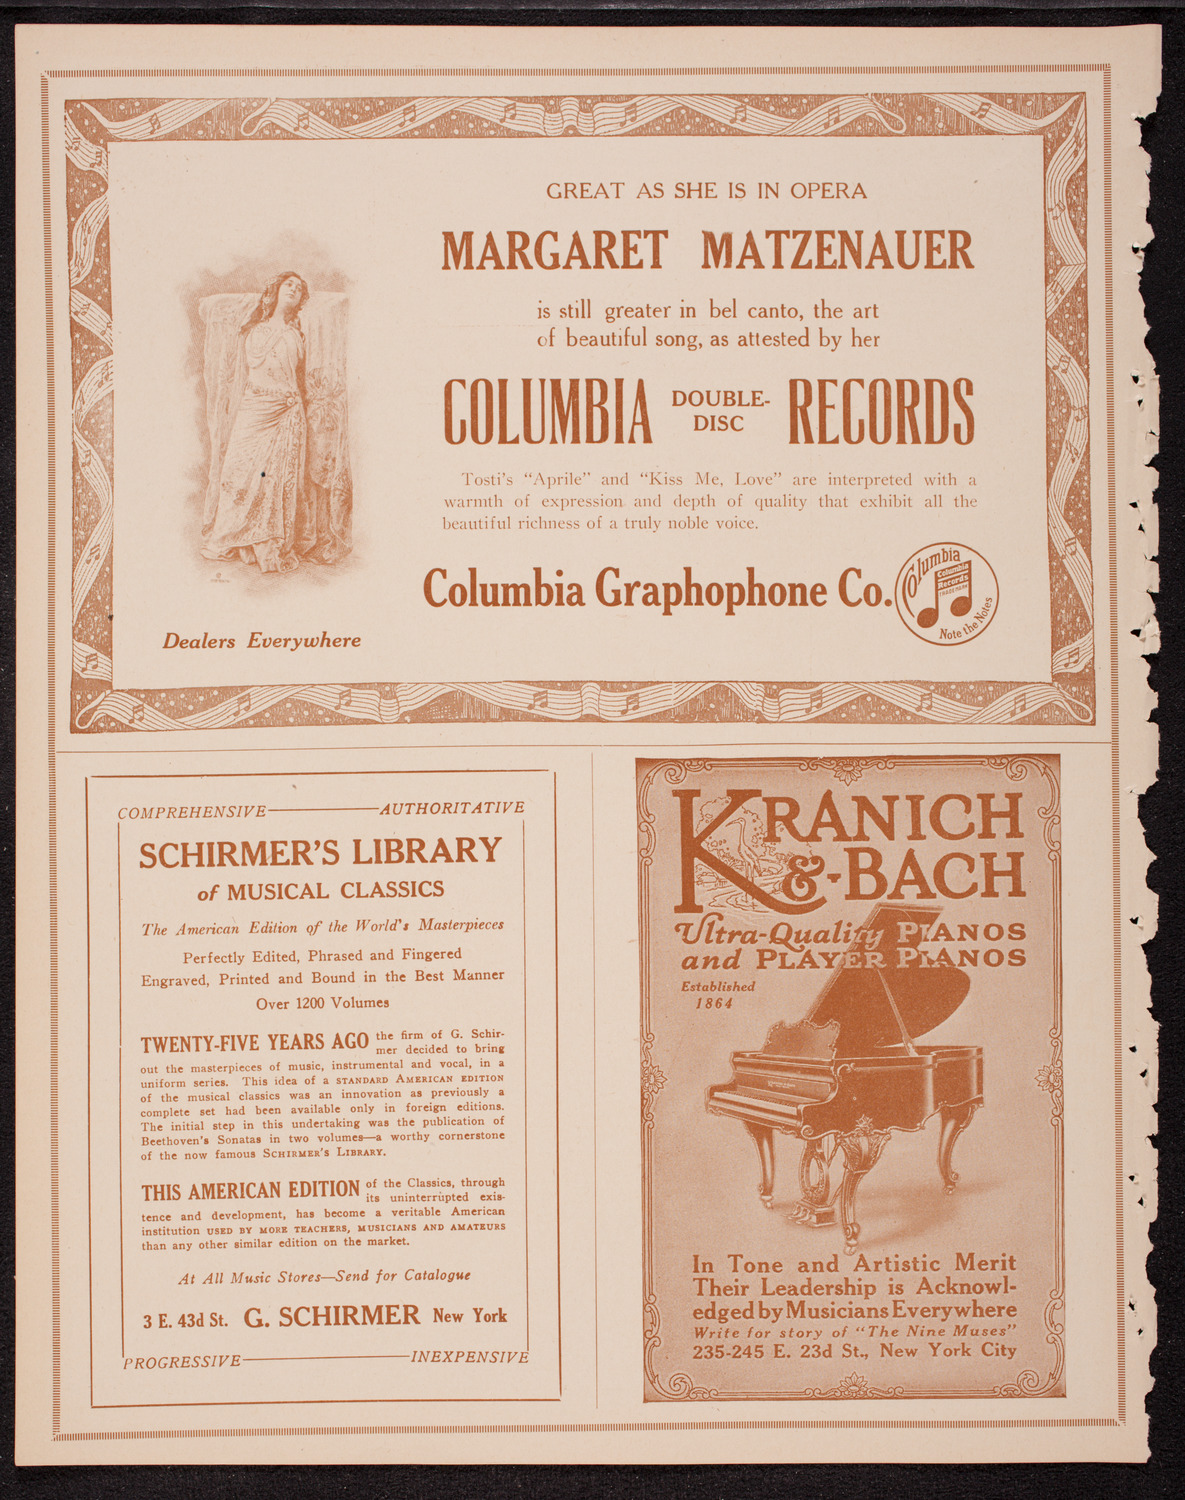 GREAT AS SHE IS IN OPERA
MARGARET MATZENAUER
is still greater in bel canto, the art
of beautiful song, as attested by her
COLUMBIA DOUBLE-DISC RECORDS
Tosti's "Aprile" and "Kiss Me, Love" are interpreted with a
warmth of expression and depth of quality that exhibit all the
beautiful richness of a truly noble voice.
Columbia Graphophone Co.
Columbia
Columbia
Records
Note the Notes
Dealers Everywhere
COMPREHENSIVE AUTHORITATIVE
SCHIRMER'S LIBRARY
of MUSICAL CLASSICS
The American Edition of the World's Masterpieces
Perfectly Edited, Phrased and Fingered
Engraved, Printed and Bound in the Best Manner
Over 1200 Volumes
TWENTY-FIVE YEARS AGO the firm of G. Schir-
mer decided to bring
out the masterpieces of music, instrumental and vocal, in a
uniform series. This idea of a STANDARD AMERICAN EDITION
of the musical classics was an innovation as previously a
complete set had been available only in foreign editions.
The initial step in this undertaking was the publication of
Beethoven's Sonatas in two volumes—a worthy cornerstone
of the now famous SCHIRMER'S LIBRARY.
THIS AMERICAN EDITION of the Classics, through
its uninterrupted exis-
tence and development, has become a veritable American
institution USED BY MORE TEACHERS, MUSICIANS AND AMATEURS
than any other similar edition on the market.
At All Music Stores—Send for Catalogue
3 E. 43d St. G. SCHIRMER New York
PROGRESSIVE INEXPENSIVE
KRANICH
&-BACH
Ultra-Quality PIANOS
and PLAYER PIANOS
Established
1864
In Tone and Artistic Merit
Their Leadership is Acknowl-
edged by Musicians Everywhere
Write for story of "The Nine Muses"
235-245 E. 23d St., New York City